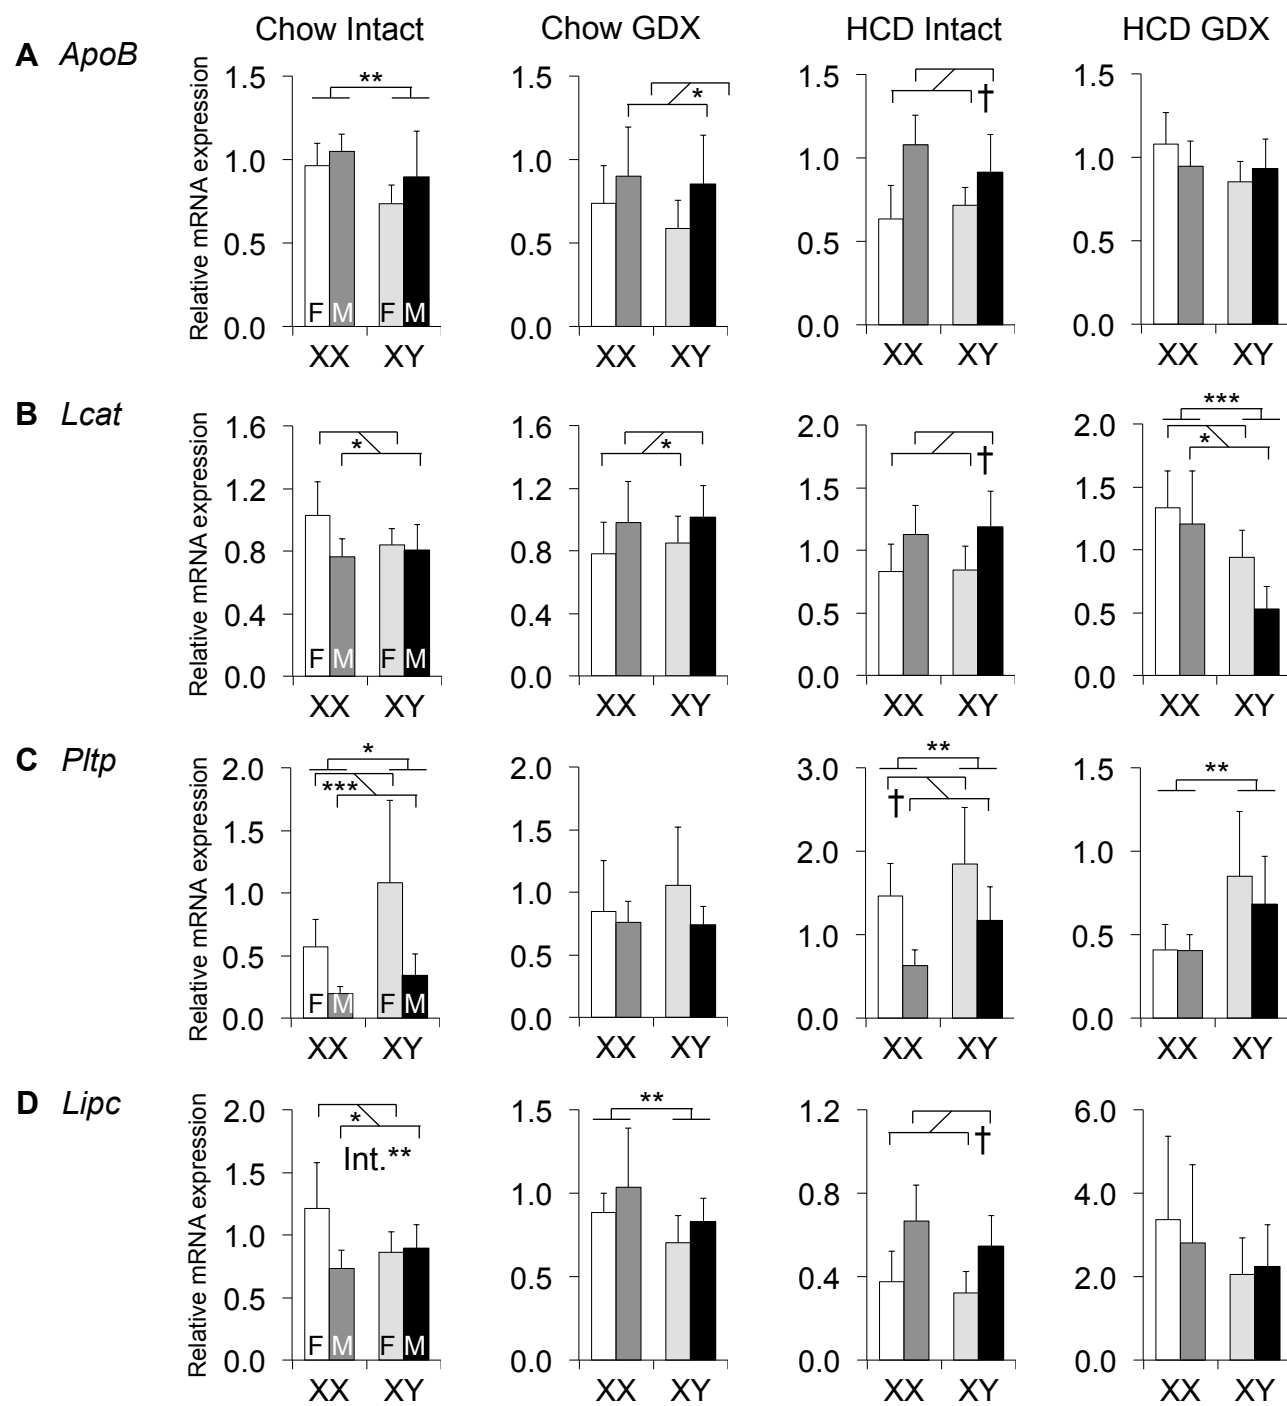 Chow Intact Chow GDX HCD Intact HCD GDX
A ApoB
Relative mRNA expression
1.5 1.5 1.5 1.5
** * †
1.0 1.0 1.0 1.0
0.5 0.5 0.5 0.5
F M F M
0.0 0.0 0.0 0.0
XX XY XX XY XX XY XX XY
B Lcat
Relative mRNA expression
1.6 1.6 2.0 2.0
* * † *** *
1.2 1.2 1.5 1.5
0.8 0.8 1.0 1.0
0.4 0.4 0.5 0.5
F M F M
0.0 0.0 0.0 0.0
XX XY XX XY XX XY XX XY
C Pltp
Relative mRNA expression
* ** **
2.0 2.0 3.0 1.5
*** †
1.5 1.5 2.0 1.0
1.0 1.0 1.0 0.5
0.5 0.5
F M F M
0.0 0.0 0.0 0.0
XX XY XX XY XX XY XX XY
D Lipc
Relative mRNA expression
2.0 1.5 1.2 6.0
* ** †
Int.**
1.5 1.0 0.8 4.0
1.0 0.5 0.4 2.0
0.5
F M F M
0.0 0.0 0.0 0.0
XX XY XX XY XX XY XX XY